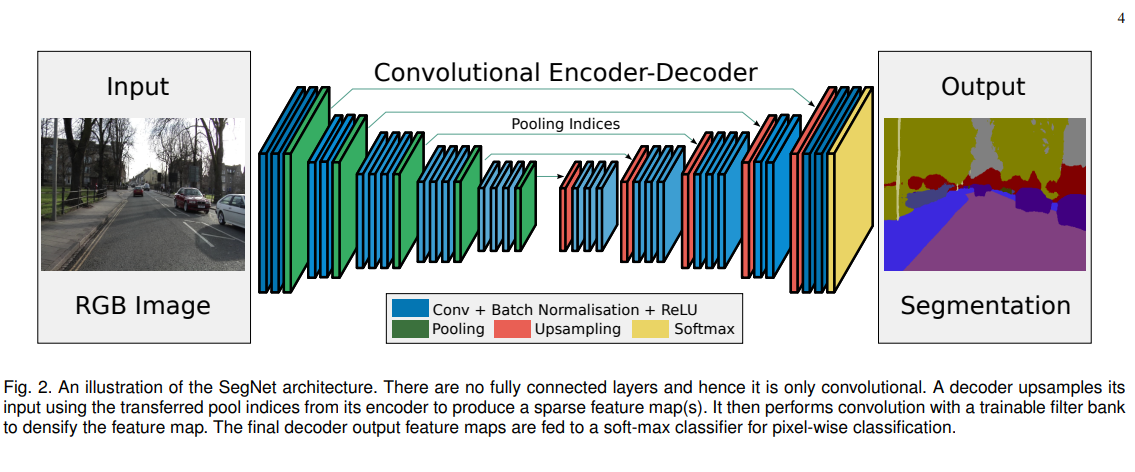 4
Input
Convolutional Encoder-Decoder
Output
Pooling Indices
RGB Image
Segmentation
Conv + Batch Normalisation + ReLU
Pooling Upsampling Softmax
Fig. 2. An illustration of the SegNet architecture. There are no fully connected layers and hence it is only convolutional. A decoder upsamples its
input using the transferred pool indices from its encoder to produce a sparse feature map(s). It then performs convolution with a trainable filter bank
to densify the feature map. The final decoder output feature maps are fed to a soft-max classifier for pixel-wise classification.